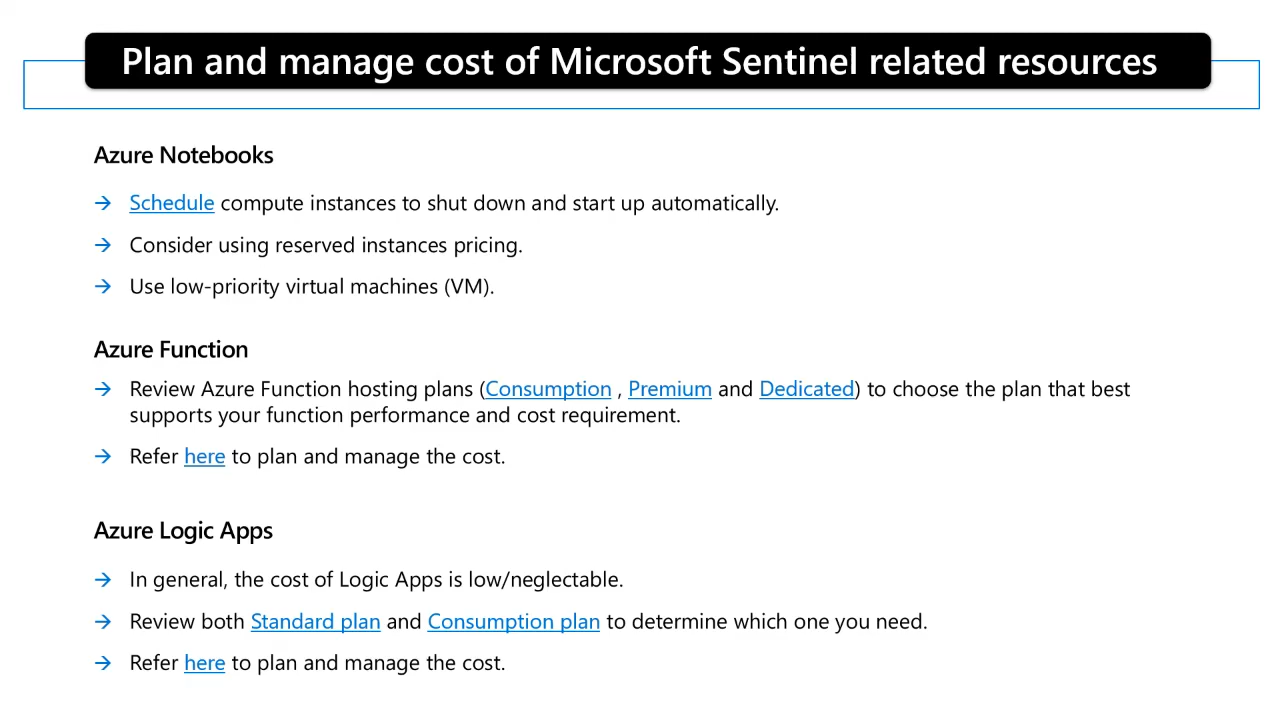 Plan and manage cost of Microsoft Sentinel related resources
Azure Notebooks
→ Schedule compute instances to shut down and start up automatically.
→ Consider using reserved instances pricing.
→ Use low-priority virtual machines (VM).
Azure Function
→ Review Azure Function hosting plans (Consumption , Premium and Dedicated) to choose the plan that best
supports your function performance and cost requirement.
→ Refer here to plan and manage the cost.
Azure Logic Apps
→ In general, the cost of Logic Apps is low/neglectable.
→ Review both Standard plan and Consumption plan to determine which one you need.
→ Refer here to plan and manage the cost.